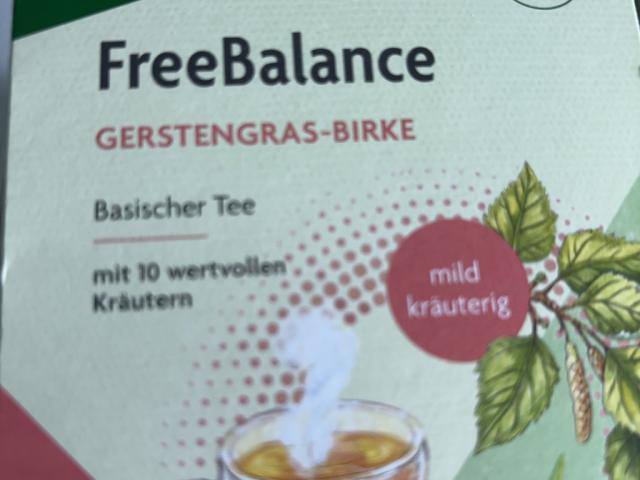 FreeBalance
GERSTENGRAS-BIRKE
Basischer Tee
mit 10 wertvollen
Kräutern
mild
kräuterig